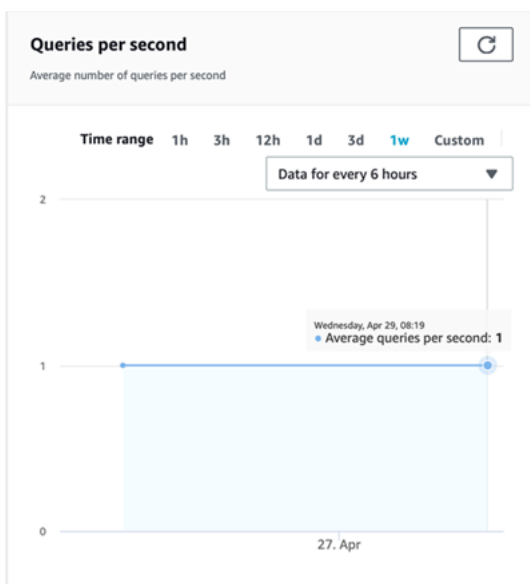 Queries per second
Average number of queries per second
Time range 1h 3h 12h 1d 3d 1w Custom
Data for every 6 hours
2
Wednesday, Apr 29, 08:19
Average queries per second: 1
1
0
27. Apr